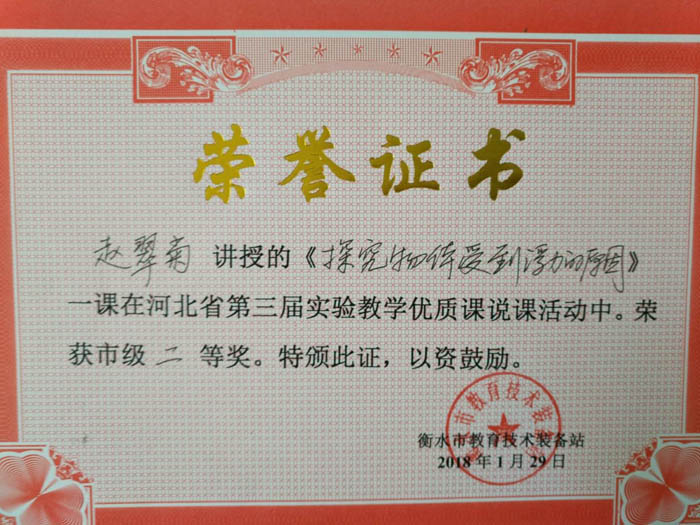 荣誉证书
赵翠菊 讲授的《探究物体受到浮力的原因》
一课在河北省第三届实验教学优质课说课活动中。荣
获市级 二 等奖。特颁此证，以资鼓励。
衡水市教育技术装备站
2018年1月29日